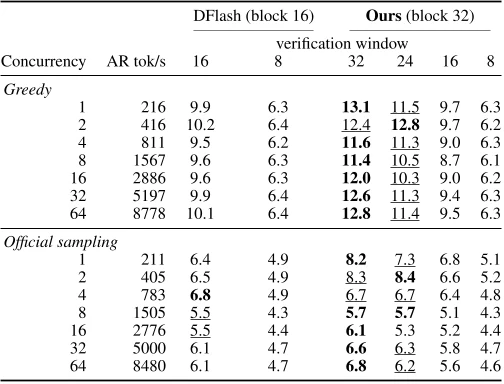 DFlash (block 16) Ours (block 32)
verification window
Concurrency AR tok/s 16 8 32 24 16 8
Greedy
1 216 9.9 6.3 13.1 11.5 9.7 6.3
2 416 10.2 6.4 12.4 12.8 9.7 6.2
4 811 9.5 6.2 11.6 11.3 9.0 6.3
8 1567 9.6 6.3 11.4 10.5 8.7 6.1
16 2886 9.6 6.3 12.0 10.3 9.0 6.2
32 5197 9.9 6.4 12.6 11.3 9.4 6.3
64 8778 10.1 6.4 12.8 11.4 9.5 6.3
Official sampling
1 211 6.4 4.9 8.2 7.3 6.8 5.1
2 405 6.5 4.9 8.3 8.4 6.6 5.2
4 783 6.8 4.9 6.7 6.7 6.4 4.8
8 1505 5.5 4.3 5.7 5.7 5.1 4.3
16 2776 5.5 4.4 6.1 5.3 5.2 4.4
32 5000 6.1 4.7 6.6 6.3 5.8 4.7
64 8480 6.1 4.7 6.8 6.2 5.6 4.6